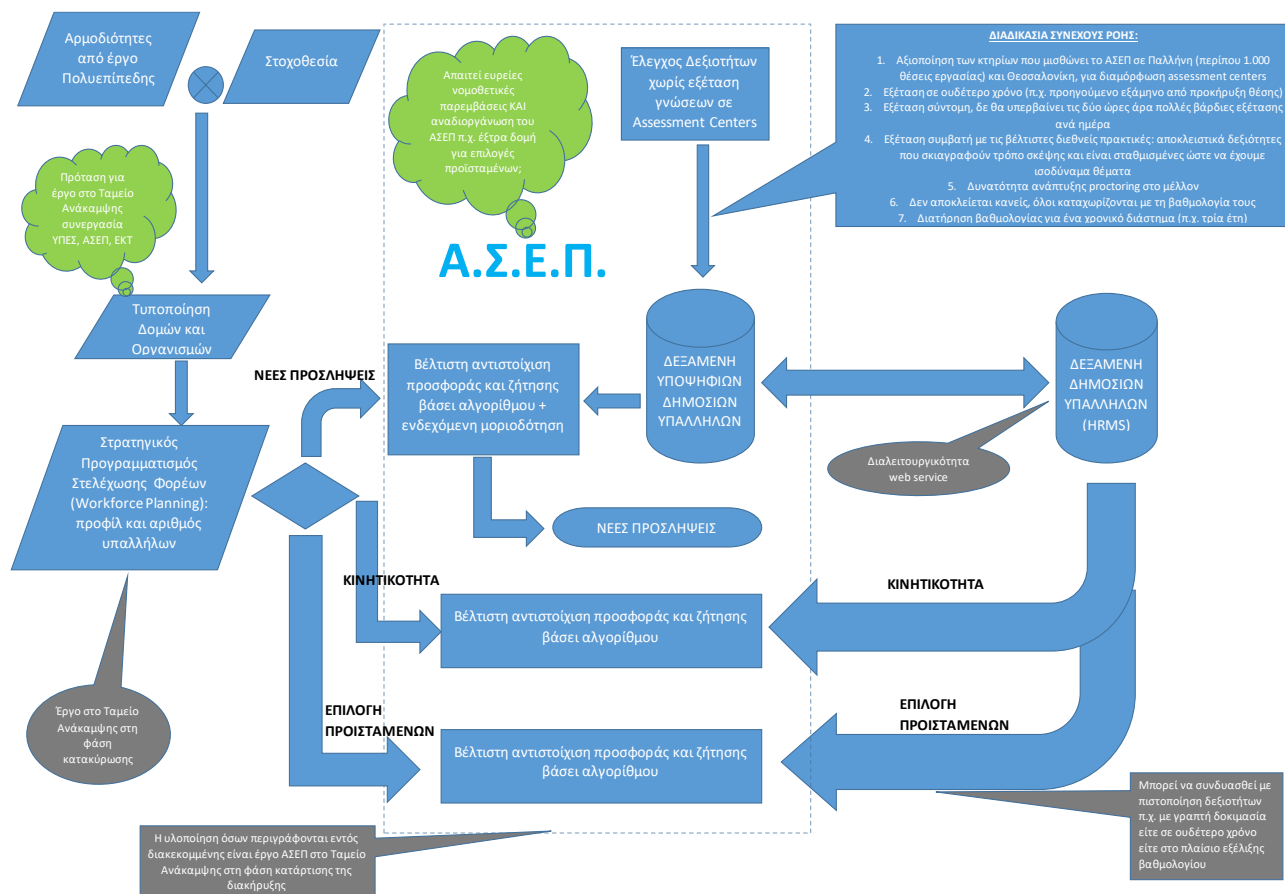 Αρμοδιότητες
από έργο
Πολυεπίπεδης
Στοχοθεσία
Πρόταση για
έργο στο Ταμείο
Ανάκαμψης
συνεργασία
ΥΠΕΣ, ΑΣΕΠ, ΕΚΤ
Τυποποίηση
Δομών και
Οργανισμών
Στρατηγικός
Προγραμματισμός
Στελέχωσης Φορέων
(Workforce Planning):
προφίλ και αριθμός
υπαλλήλων
Έργο στο Ταμείο
Ανάκαμψης στη
φάση
κατακύρωσης
Απαιτεί ευρείες
νομοθετικές
παρεμβάσεις ΚΑΙ
αναδιοργάνωση του
ΑΣΕΠ π.χ. έξτρα δομή
για επιλογές
προϊσταμένων;
Α.Σ.Ε.Π.
Έλεγχος Δεξιοτήτων
χωρίς εξέταση
γνώσεων σε
Assessment Centers
ΔΙΑΔΙΚΑΣΙΑ ΣΥΝΕΧΟΥΣ ΡΟΗΣ:
1. Αξιοποίηση των κτηρίων που μισθώνει το ΑΣΕΠ σε Παλλήνη (περίπου 1.000
θέσεις εργασίας) και Θεσσαλονίκη, για διαμόρφωση assessment centers
2. Εξέταση σε ουδέτερο χρόνο (π.χ. προηγούμενο εξάμηνο από προκήρυξη θέσης)
3. Εξέταση σύντομη, δε θα υπερβαίνει τις δύο ώρες άρα πολλές βάρδιες εξέτασης
ανά ημέρα
4. Εξέταση συμβατή με τις βέλτιστες διεθνείς πρακτικές: αποκλειστικά δεξιότητες
που σκιαγραφούν τρόπο σκέψης και είναι σταθμισμένες ώστε να έχουμε
ισοδύναμα θέματα
5. Δυνατότητα ανάπτυξης proctoring στο μέλλον
6. Δεν αποκλείεται κανείς, όλοι καταχωρίζονται με τη βαθμολογία τους
7. Διατήρηση βαθμολογίας για ένα χρονικό διάστημα (π.χ. τρία έτη)
ΝΕΕΣ ΠΡΟΣΛΗΨΕΙΣ
Βέλτιστη αντιστοίχιση
προσφοράς και ζήτησης
βάσει αλγορίθμου +
ενδεχόμενη μοριοδότηση
ΔΕΞΑΜΕΝΗ
ΥΠΟΨΗΦΙΩΝ
ΔΗΜΟΣΙΩΝ
ΥΠΑΛΛΗΛΩΝ
ΔΕΞΑΜΕΝΗ
ΔΗΜΟΣΙΩΝ
ΥΠΑΛΛΗΛΩΝ
(HRMS)
Διαλειτουργικότητα
web service
ΝΕΕΣ ΠΡΟΣΛΗΨΕΙΣ
ΚΙΝΗΤΙΚΟΤΗΤΑ
Βέλτιστη αντιστοίχιση προσφοράς και ζήτησης
βάσει αλγορίθμου
ΚΙΝΗΤΙΚΟΤΗΤΑ
ΕΠΙΛΟΓΗ
ΠΡΟΙΣΤΑΜΕΝΩΝ
Βέλτιστη αντιστοίχιση προσφοράς και ζήτησης
βάσει αλγορίθμου
ΕΠΙΛΟΓΗ
ΠΡΟΙΣΤΑΜΕΝΩΝ
Η υλοποίηση όσων περιγράφονται εντός
διακεκομμένης είναι έργο ΑΣΕΠ στο Ταμείο
Ανάκαμψης στη φάση κατάρτισης της
διακήρυξης
Μπορεί να συνδυασθεί με
πιστοποίηση δεξιοτήτων
π.χ. με γραπτή δοκιμασία
είτε σε ουδέτερο χρόνο
είτε στο πλαίσιο εξέλιξης
βαθμολογίου